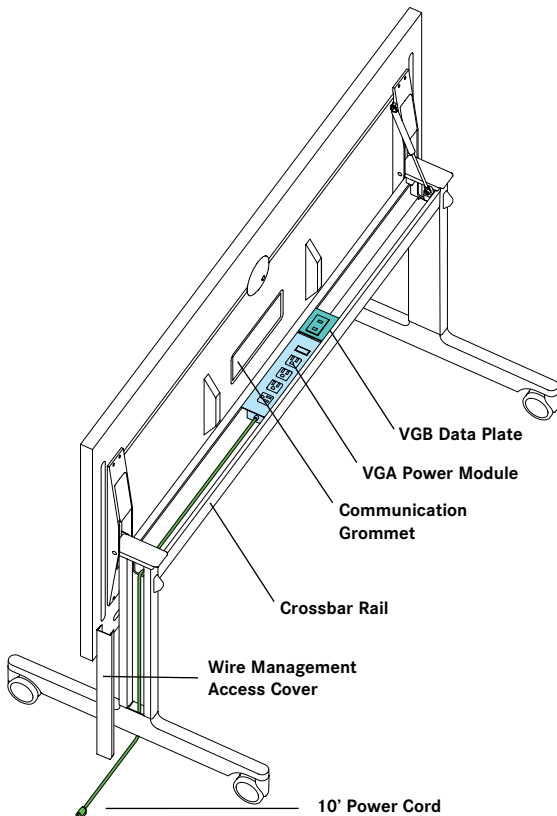 VGB Data Plate
VGA Power Module
Communication
Grommet
Crossbar Rail
Wire Management
Access Cover
10' Power Cord